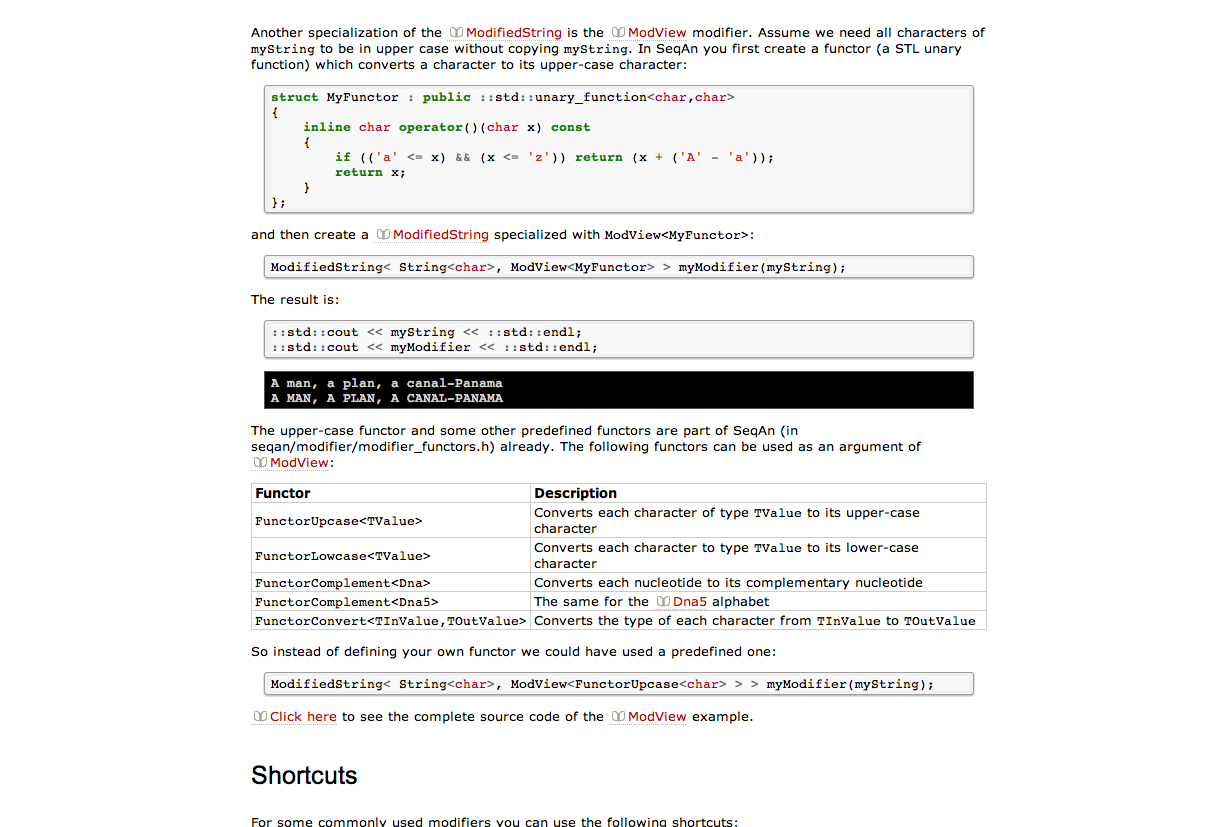 Another specialization of the ModifiedString is the ModView modifier. Assume we need all characters of
myString to be in upper case without copying myString. In SeqAn you first create a functor (a STL unary
function) which converts a character to its upper-case character:
struct MyFunctor : public ::std::unary_function<char,char>
{
    inline char operator()(char x) const
    {
        if (('a' <= x) && (x <= 'z')) return (x + ('A' - 'a'));
        return x;
    }
};
and then create a ModifiedString specialized with ModView<MyFunctor>:
ModifiedString< String<char>, ModView<MyFunctor> > myModifier(myString);
The result is:
::std::cout << myString << ::std::endl;
::std::cout << myModifier << ::std::endl;
A man, a plan, a canal-Panama
A MAN, A PLAN, A CANAL-PANAMA
The upper-case functor and some other predefined functors are part of SeqAn (in
seqan/modifier/modifier_functors.h) already. The following functors can be used as an argument of
ModView:
Functor Description
FunctorUpcase<TValue> Converts each character of type TValue to its upper-case
character
FunctorLowcase<TValue> Converts each character to type TValue to its lower-case
character
FunctorComplement<Dna> Converts each nucleotide to its complementary nucleotide
FunctorComplement<Dna5> The same for the Dna5 alphabet
FunctorConvert<TInValue,TOutValue> Converts the type of each character from TInValue to TOutValue
So instead of defining your own functor we could have used a predefined one:
ModifiedString< String<char>, ModView<FunctorUpcase<char> > > myModifier(myString);
Click here to see the complete source code of the ModView example.
Shortcuts
For some commonly used modifiers you can use the following shortcuts: